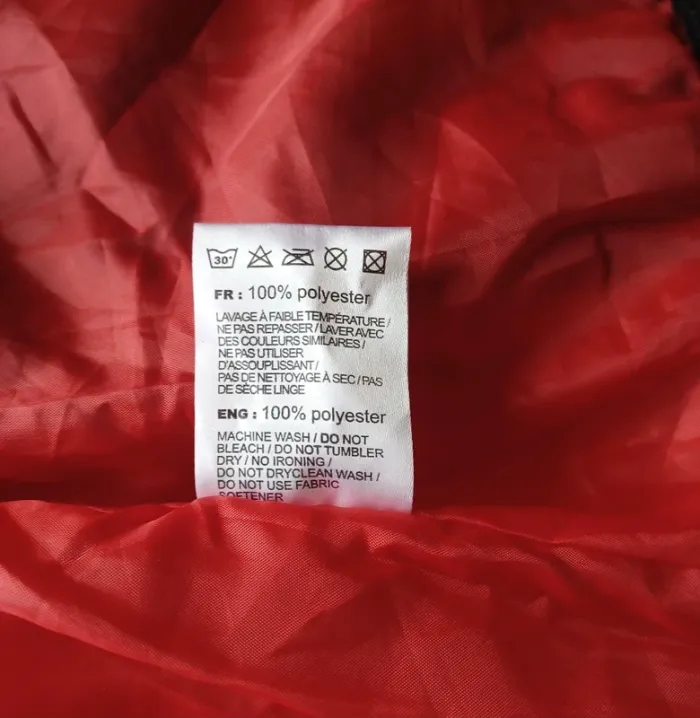 30°
FR : 100% polyester
LAVAGE À FAIBLE TEMPÉRATURE /
NE PAS REPASSER / LAVER AVEC
DES COULEURS SIMILAIRES /
NE PAS UTILISER
D'ASSOUPLISSANT /
PAS DE NETTOYAGE À SEC / PAS
DE SÈCHE LINGE
ENG : 100% polyester
MACHINE WASH / DO NOT
BLEACH / DO NOT TUMBLER
DRY / NO IRONING /
DO NOT DRYCLEAN WASH /
DO NOT USE FABRIC
SOFTENER